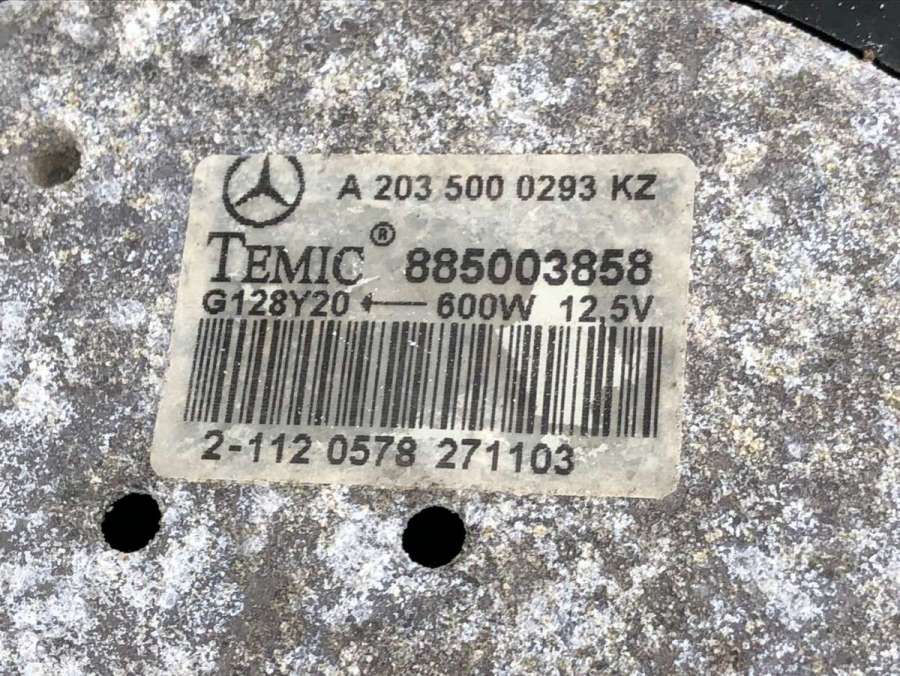 A 203 500 0293 KZ
TEMIC® 885003858
G128Y20 ← 600W 12,5V
2-112 0578 271103